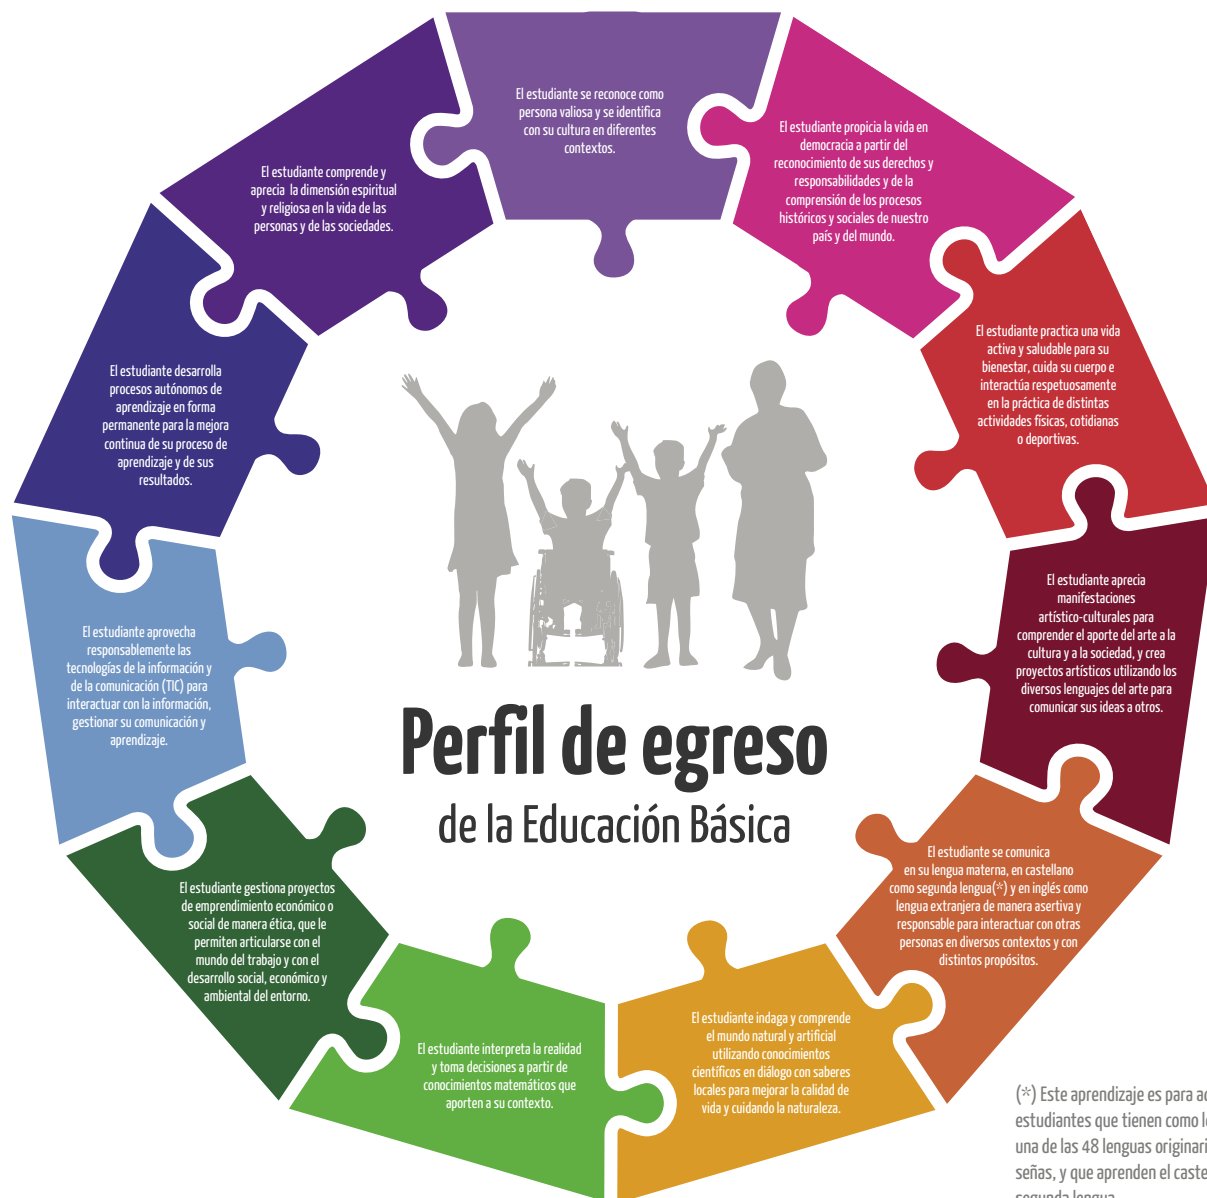 El estudiante se reconoce como
persona valiosa y se identifica
con su cultura en diferentes
contextos.
El estudiante propicia la vida en
democracia a partir del
reconocimiento de sus derechos y
responsabilidades y de la
comprensión de los procesos
históricos y sociales de nuestro
país y del mundo.
El estudiante practica una vida
activa y saludable para su
bienestar, cuida su cuerpo e
interactúa respetuosamente
en la práctica de distintas
actividades físicas, cotidianas
o deportivas.
El estudiante aprecia
manifestaciones
artístico-culturales para
comprender el aporte del arte a la
cultura y a la sociedad, y crea
proyectos artísticos utilizando los
diversos lenguajes del arte para
comunicar sus ideas a otros.
El estudiante se comunica
en su lengua materna, en castellano
como segunda lengua(*) y en inglés como
lengua extranjera de manera asertiva y
responsable para interactuar con otras
personas en diversos contextos y con
distintos propósitos.
El estudiante indaga y comprende
el mundo natural y artificial
utilizando conocimientos
científicos en diálogo con saberes
locales para mejorar la calidad de
vida y cuidando la naturaleza.
El estudiante interpreta la realidad
y toma decisiones a partir de
conocimientos matemáticos que
aporten a su contexto.
El estudiante gestiona proyectos
de emprendimiento económico o
social de manera ética, que le
permiten articularse con el
mundo del trabajo y con el
desarrollo social, económico y
ambiental del entorno.
El estudiante aprovecha
responsablemente las
tecnologías de la información y
de la comunicación (TIC) para
interactuar con la información,
gestionar su comunicación y
aprendizaje.
El estudiante desarrolla
procesos autónomos de
aprendizaje en forma
permanente para la mejora
continua de su proceso de
aprendizaje y de sus
resultados.
El estudiante comprende y
aprecia la dimensión espiritual
y religiosa en la vida de las
personas y de las sociedades.
Perfil de egreso
de la Educación Básica
(*) Este aprendizaje es para
estudiantes que tienen como
una de las 48 lenguas
señas, y que aprenden el
segunda lengua